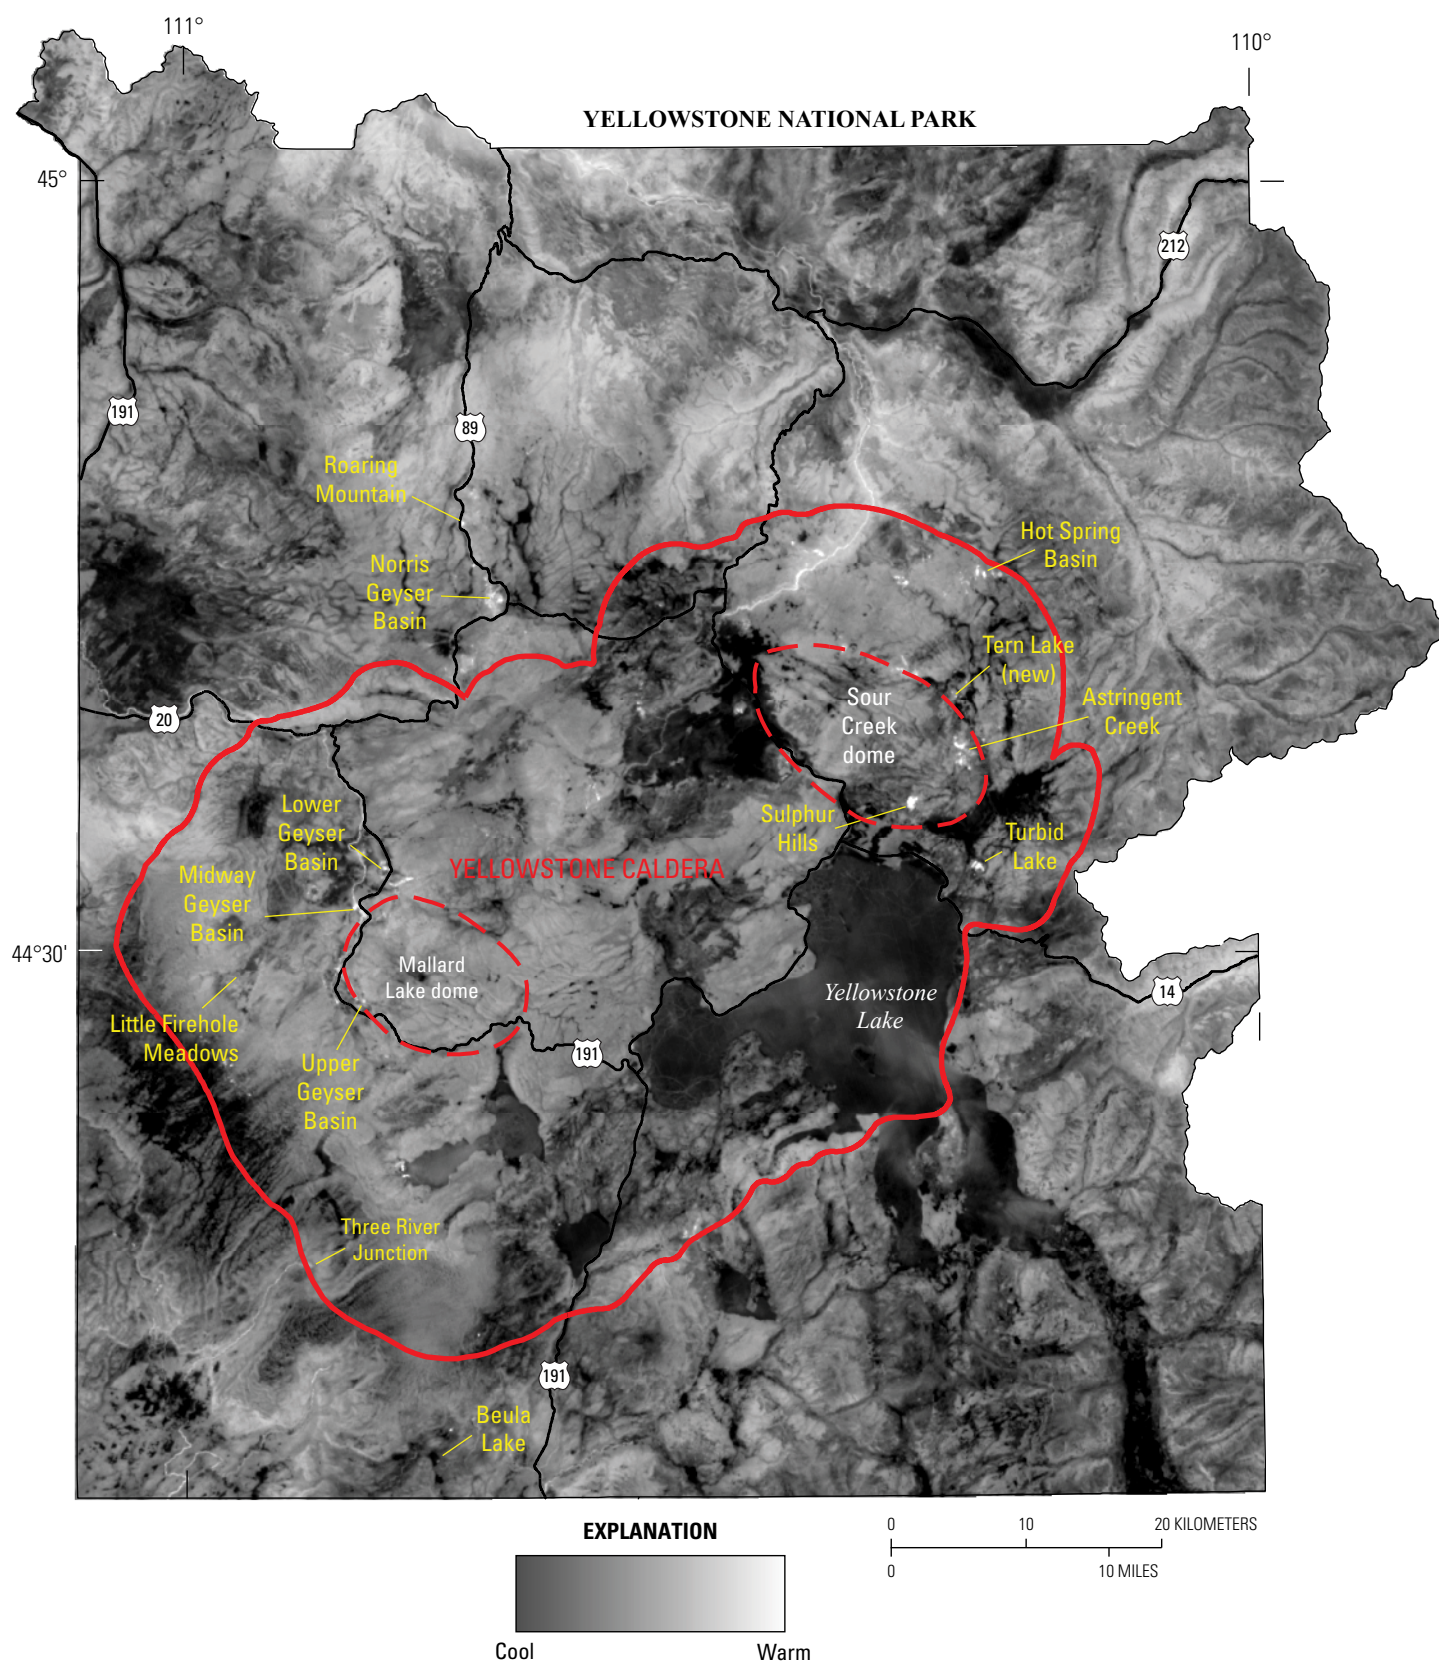 111°
110°
YELLOWSTONE NATIONAL PARK
45°
212
191
89
Roaring
Mountain
Hot Spring
Basin
Norris
Geyser
Basin
Tern Lake
(new)
Sour
Creek
dome
Astringent
Creek
20
Lower
Geyser
Basin
Sulphur
Hills
Turbid
Lake
YELLOWSTONE CALDERA
Midway
Geyser
Basin
44°30'
Mallard
Lake dome
Yellowstone
Lake
14
Little Firehole
Meadows
Upper
Geyser
Basin
191
Three River
Junction
191
Beula
Lake
EXPLANATION
Cool
Warm
0
10
20 KILOMETERS
0
10 MILES